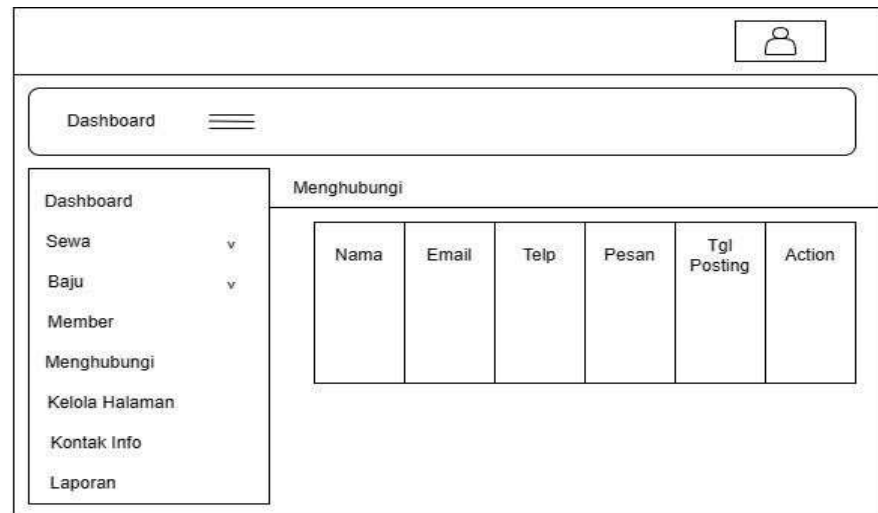 Dashboard
Dashboard
Sewa v
Baju v
Member
Menghubungi
Kelola Halaman
Kontak Info
Laporan
Menghubungi
Nama Email Telp Pesan Tgl Posting Action